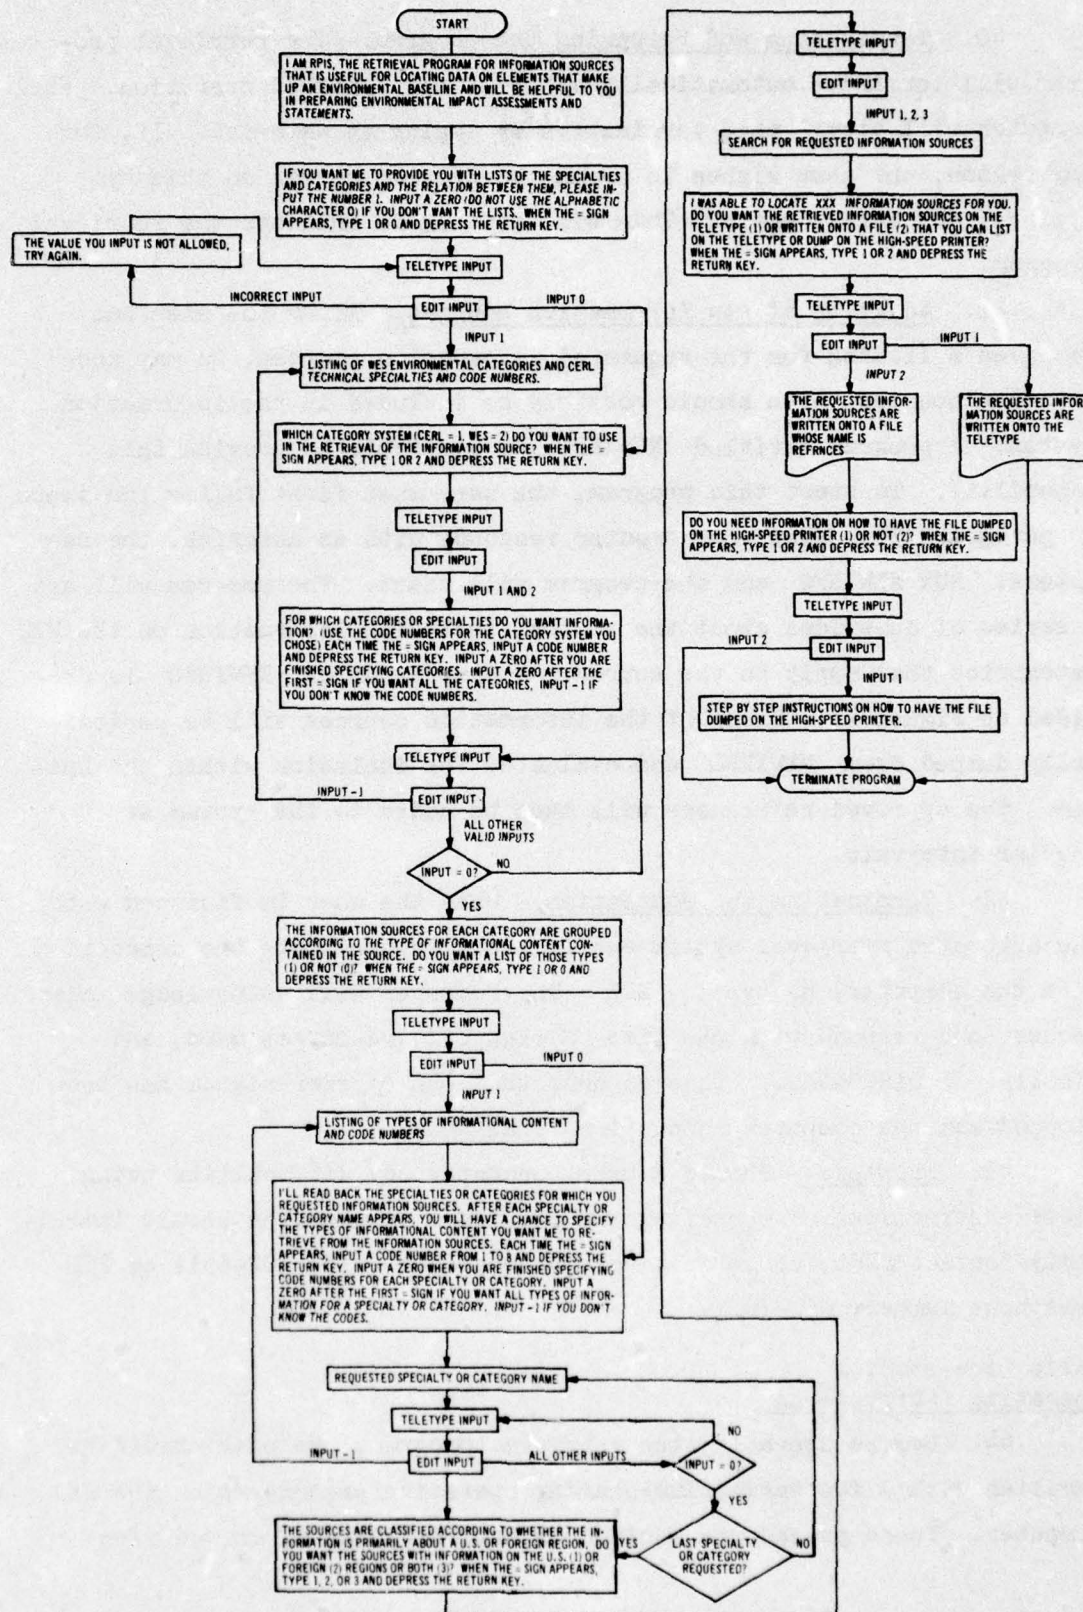 START
I AM RPIS, THE RETRIEVAL PROGRAM FOR INFORMATION SOURCES
THAT IS USEFUL FOR LOCATING DATA ON ELEMENTS THAT MAKE
UP AN ENVIRONMENTAL BASELINE AND WILL BE HELPFUL TO YOU
IN PREPARING ENVIRONMENTAL IMPACT ASSESSMENTS AND
STATEMENTS.
IF YOU WANT ME TO PROVIDE YOU WITH LISTS OF THE SPECIALTIES
AND CATEGORIES AND THE RELATION BETWEEN THEM, PLEASE IN-
PUT THE NUMBER 1. INPUT A ZERO (DO NOT USE THE ALPHABETIC
CHARACTER O) IF YOU DON'T WANT THE LISTS. WHEN THE = SIGN
APPEARS, TYPE 1 OR 0 AND DEPRESS THE RETURN KEY.
THE VALUE YOU INPUT IS NOT ALLOWED,
TRY AGAIN.
TELETYPE INPUT
INCORRECT INPUT
EDIT INPUT
INPUT 0
INPUT 1
LISTING OF WES ENVIRONMENTAL CATEGORIES AND CERL
TECHNICAL SPECIALTIES AND CODE NUMBERS.
WHICH CATEGORY SYSTEM (CERL = 1, WES = 2) DO YOU WANT TO USE
IN THE RETRIEVAL OF THE INFORMATION SOURCE? WHEN THE =
SIGN APPEARS, TYPE 1 OR 2 AND DEPRESS THE RETURN KEY.
TELETYPE INPUT
EDIT INPUT
INPUT 1 AND 2
FOR WHICH CATEGORIES OR SPECIALTIES DO YOU WANT INFORMA-
TION? (USE THE CODE NUMBERS FOR THE CATEGORY SYSTEM YOU
CHOSE) EACH TIME THE = SIGN APPEARS, INPUT A CODE NUMBER
AND DEPRESS THE RETURN KEY. INPUT A ZERO AFTER YOU ARE
FINISHED SPECIFYING CATEGORIES. INPUT A ZERO AFTER THE
FIRST = SIGN IF YOU WANT ALL THE CATEGORIES, INPUT -1 IF
YOU DON'T KNOW THE CODE NUMBERS.
TELETYPE INPUT
INPUT -1
EDIT INPUT
ALL OTHER
VALID INPUTS
INPUT = 0?
NO
YES
THE INFORMATION SOURCES FOR EACH CATEGORY ARE GROUPED
ACCORDING TO THE TYPE OF INFORMATIONAL CONTENT CON-
TAINED IN THE SOURCE. DO YOU WANT A LIST OF THOSE TYPES
(1) OR NOT (0)? WHEN THE = SIGN APPEARS, TYPE 1 OR 0 AND
DEPRESS THE RETURN KEY.
TELETYPE INPUT
EDIT INPUT
INPUT 0
INPUT 1
LISTING OF TYPES OF INFORMATIONAL CONTENT
AND CODE NUMBERS
I'LL READ BACK THE SPECIALTIES OR CATEGORIES FOR WHICH YOU
REQUESTED INFORMATION SOURCES. AFTER EACH SPECIALTY OR
CATEGORY NAME APPEARS, YOU WILL HAVE A CHANCE TO SPECIFY
THE TYPES OF INFORMATIONAL CONTENT YOU WANT ME TO RE-
TRIEVE FROM THE INFORMATION SOURCES. EACH TIME THE = SIGN
APPEARS, INPUT A CODE NUMBER FROM 1 TO 8 AND DEPRESS THE
RETURN KEY. INPUT A ZERO WHEN YOU ARE FINISHED SPECIFYING
CODE NUMBERS FOR EACH SPECIALTY OR CATEGORY. INPUT A
ZERO AFTER THE FIRST = SIGN IF YOU WANT ALL TYPES OF INFOR-
MATION FOR A SPECIALTY OR CATEGORY. INPUT -1 IF YOU DON'T
KNOW THE CODES.
REQUESTED SPECIALTY OR CATEGORY NAME
TELETYPE INPUT
NO
INPUT -1
EDIT INPUT
ALL OTHER INPUTS
INPUT = 0?
YES
THE SOURCES ARE CLASSIFIED ACCORDING TO WHETHER THE IN-
FORMATION IS PRIMARILY ABOUT A U.S. OR FOREIGN REGION. DO
YOU WANT THE SOURCES WITH INFORMATION ON THE U.S. (1) OR
FOREIGN (2) REGIONS OR BOTH (3)? WHEN THE = SIGN APPEARS,
TYPE 1, 2, OR 3 AND DEPRESS THE RETURN KEY.
YES
LAST SPECIALTY
OR CATEGORY
REQUESTED?
NO
TELETYPE INPUT
EDIT INPUT
INPUT 1, 2, 3
SEARCH FOR REQUESTED INFORMATION SOURCES
I WAS ABLE TO LOCATE XXX INFORMATION SOURCES FOR YOU.
DO YOU WANT THE RETRIEVED INFORMATION SOURCES ON THE
TELETYPE (1) OR WRITTEN ONTO A FILE (2) THAT YOU CAN LIST
ON THE TELETYPE OR DUMP ON THE HIGH-SPEED PRINTER?
WHEN THE = SIGN APPEARS, TYPE 1 OR 2 AND DEPRESS THE
RETURN KEY.
TELETYPE INPUT
EDIT INPUT
INPUT 1
INPUT 2
THE REQUESTED INFOR-
MATION SOURCES ARE
WRITTEN ONTO A FILE
WHOSE NAME IS
REFRNCES
THE REQUESTED INFOR
MATION SOURCES ARE
WRITTEN ONTO THE
TELETYPE
DO YOU NEED INFORMATION ON HOW TO HAVE THE FILE DUMPED
ON THE HIGH-SPEED PRINTER (1) OR NOT (2)? WHEN THE = SIGN
APPEARS, TYPE 1 OR 2 AND DEPRESS THE RETURN KEY.
TELETYPE INPUT
INPUT 2
EDIT INPUT
INPUT 1
STEP BY STEP INSTRUCTIONS ON HOW TO HAVE THE FILE
DUMPED ON THE HIGH-SPEED PRINTER.
TERMINATE PROGRAM